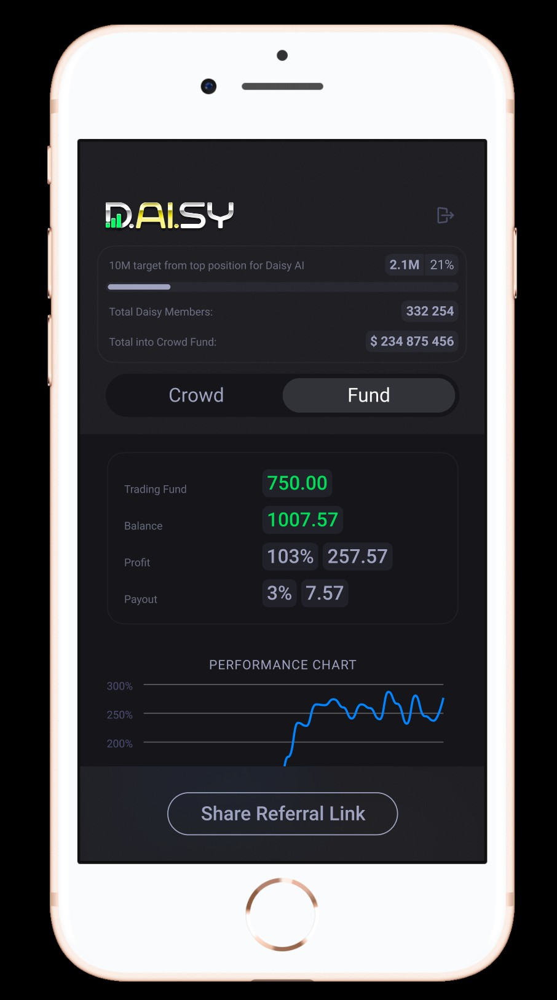 D.AI.SY
10M target from top position for Daisy AI 2.1M 21%
Total Daisy Members: 332 254
Total into Crowd Fund: $ 234 875 456
Crowd Fund
Trading Fund 750.00
Balance 1007.57
Profit 103% 257.57
Payout 3% 7.57
PERFORMANCE CHART
300%
250%
200%
Share Referral Link